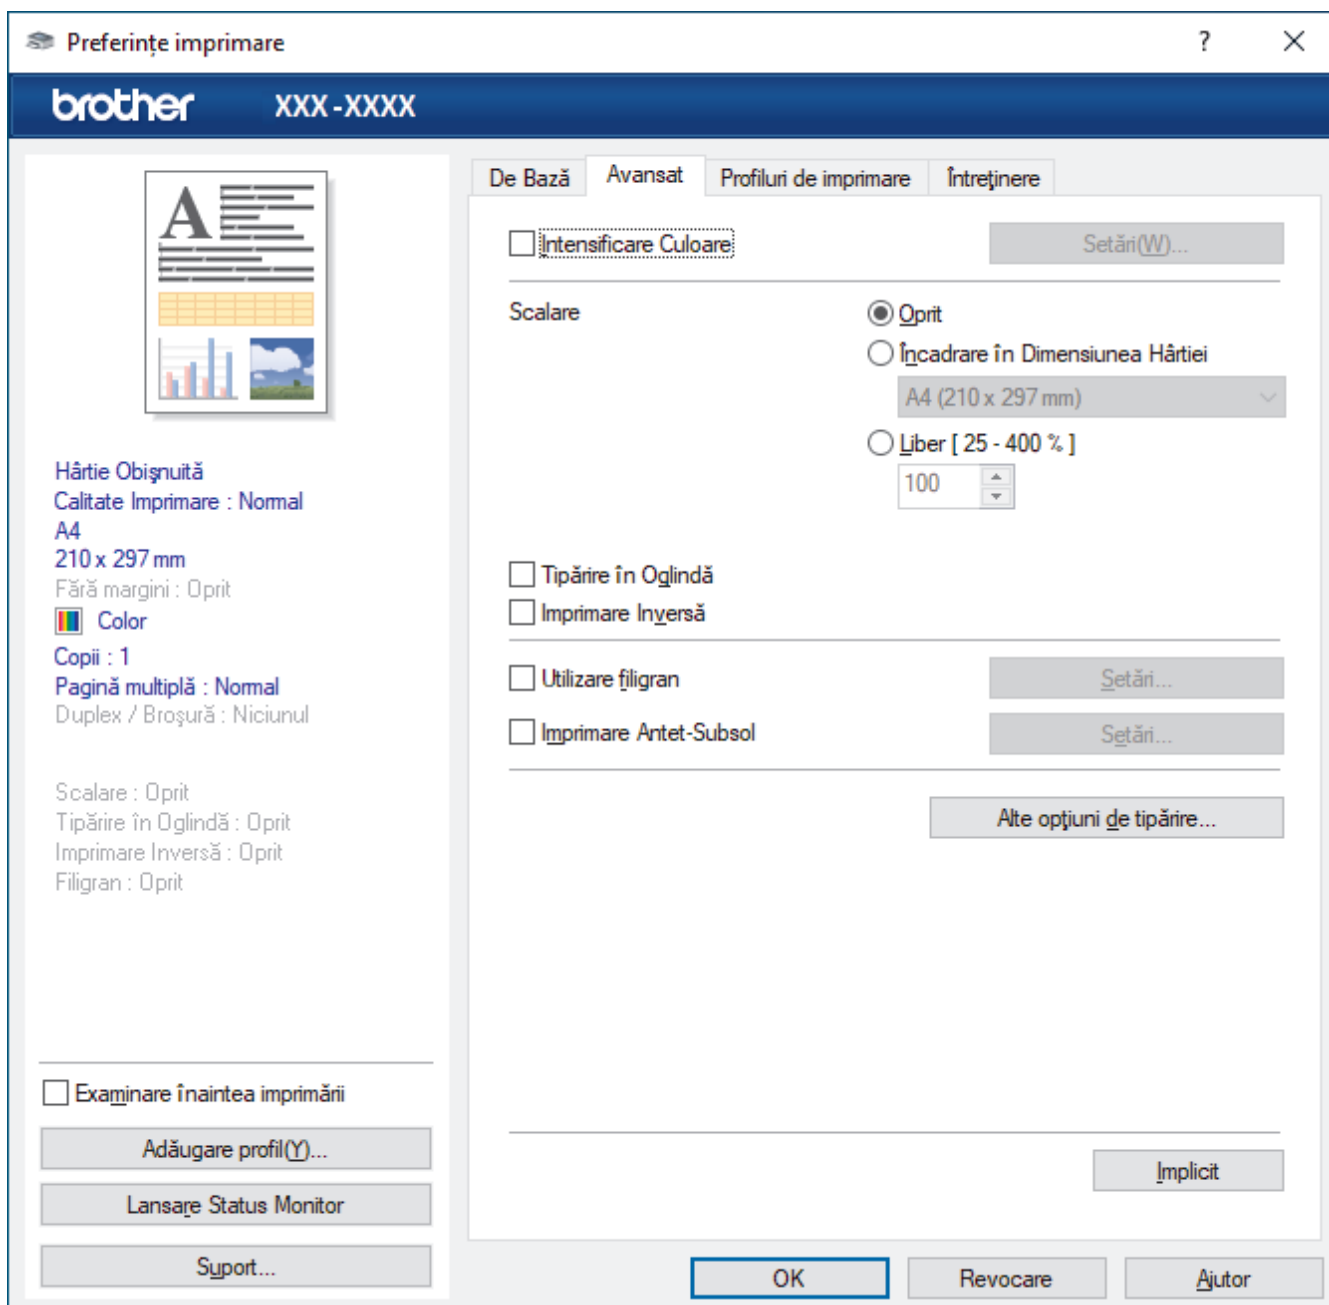 Preferințe imprimare
?
brother XXX-XXXX
A
Hârtie Obişnuită
Calitate Imprimare : Normal
A4
210 x 297 mm
Fără margini : Oprit
Color
Copii : 1
Pagină multiplă : Normal
Duplex / Broşură : Niciunul
Scalare : Oprit
Tipărire în Oglindă : Oprit
Imprimare Inversă : Oprit
Filigran : Oprit
Examinare înaintea imprimării
Adăugare profil(Y)...
Lansare Status Monitor
Suport...
De Bază Avansat Profiluri de imprimare Întreţinere
Intensificare Culoare Setări(W)...
Scalare
Oprit
Încadrare în Dimensiunea Hârtiei
A4 (210 x 297 mm)
Liber [ 25 - 400 % ]
100
Tipărire în Oglindă
Imprimare Inversă
Utilizare filigran Setări...
Imprimare Antet-Subsol Setări...
Alte opţiuni de tipărire...
Implicit
OK Revocare Ajutor